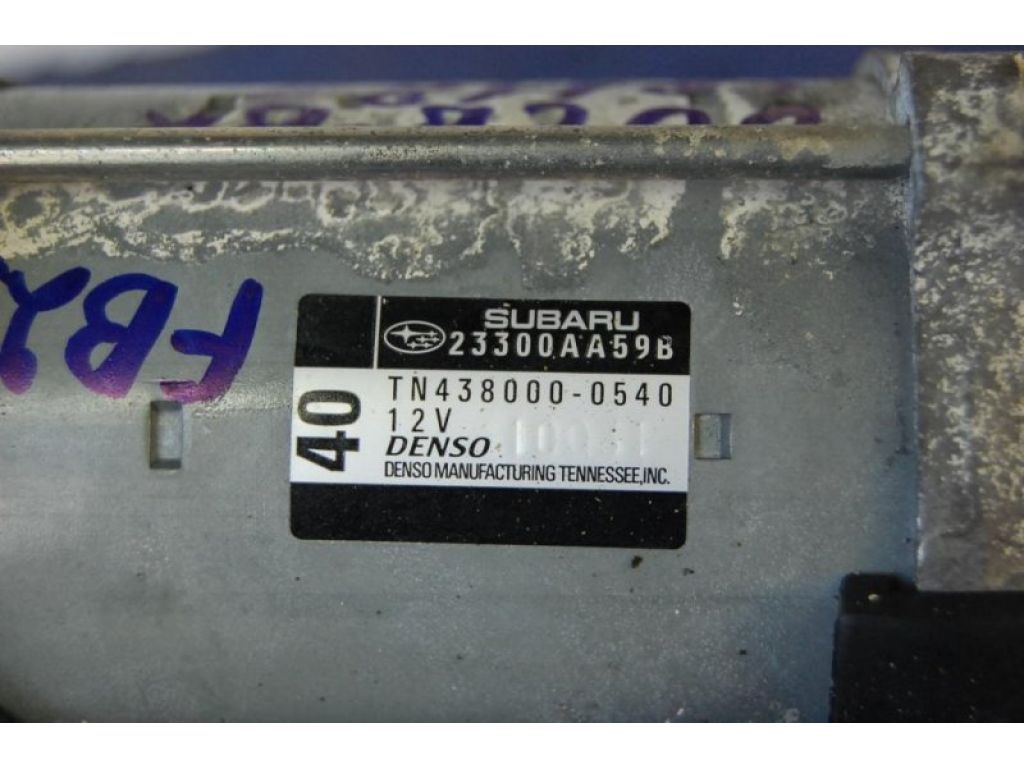 SUBARU
23300AA59B
40
TN438000-0540
12V
DENSO
DENSO MANUFACTURING TENNESSEE, INC.